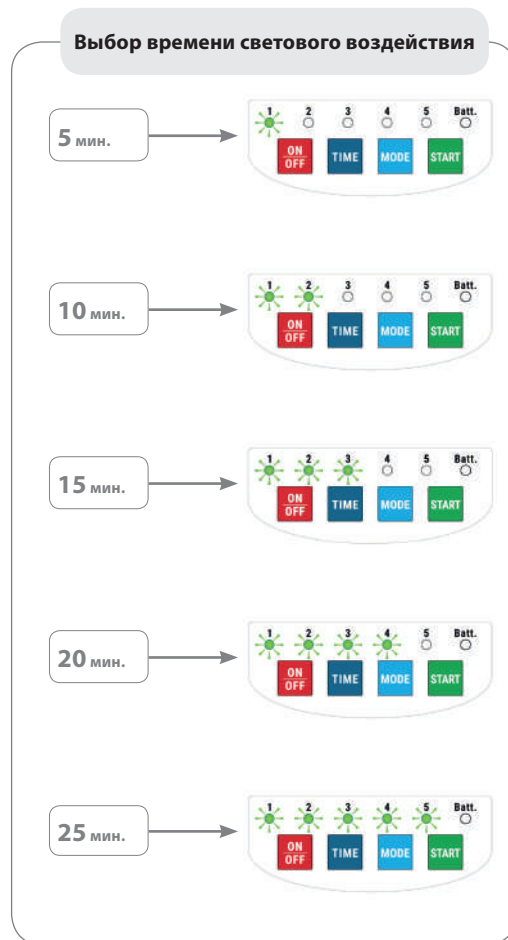 Выбор времени светового воздействия
5 мин.
1 2 3 4 5 Batt.
ON OFF TIME MODE START
10 мин.
1 2 3 4 5 Batt.
ON OFF TIME MODE START
15 мин.
1 2 3 4 5 Batt.
ON OFF TIME MODE START
20 мин.
1 2 3 4 5 Batt.
ON OFF TIME MODE START
25 мин.
1 2 3 4 5 Batt.
ON OFF TIME MODE START